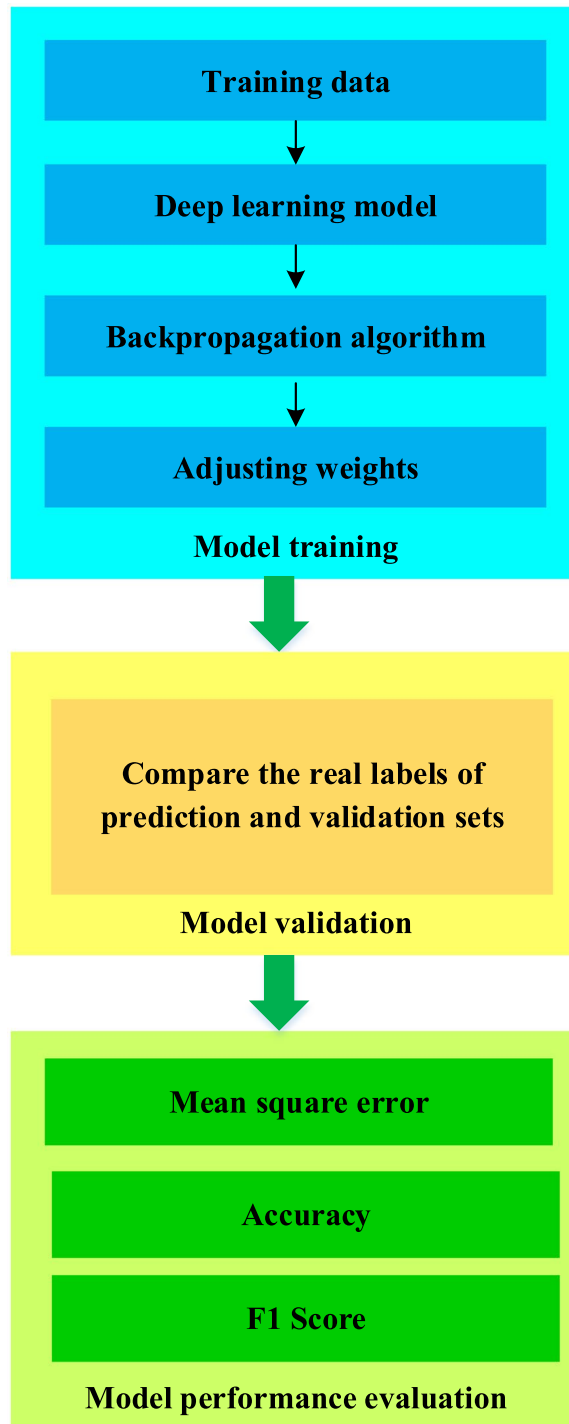 Training data
Deep learning model
Backpropagation algorithm
Adjusting weights
Model training
Compare the real labels of
prediction and validation sets
Model validation
Mean square error
Accuracy
F1 Score
Model performance evaluation